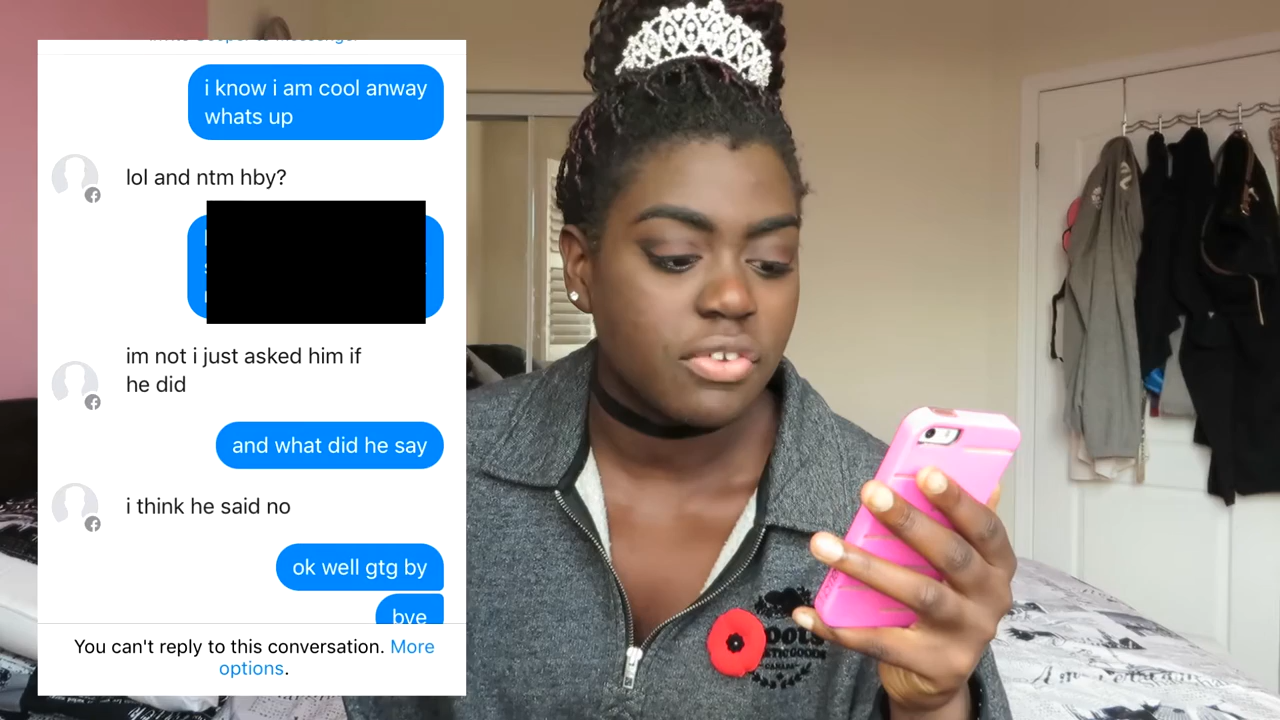 i know i am cool anway
whats up
lol and ntm hby?
im not i just asked him if
he did
and what did he say
i think he said no
ok well gtg by
bye
You can't reply to this conversation. More
options.
CANADA